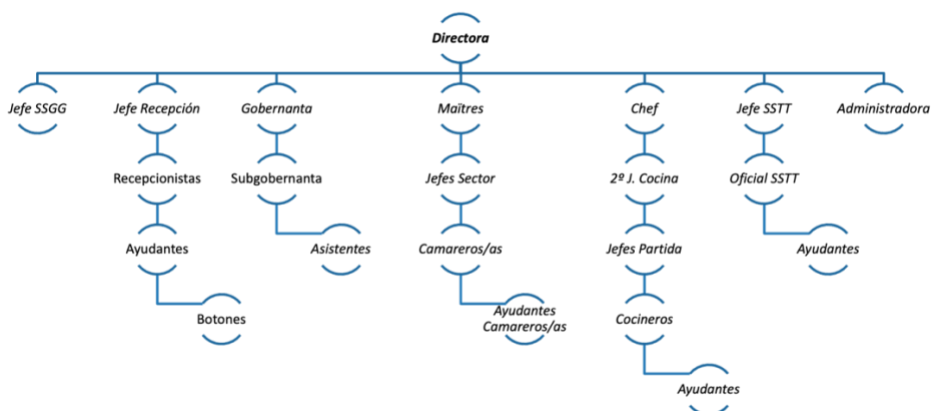 Directora
Jefe SSGG
Jefe Recepción
Gobernanta
Maïtres
Chef
Jefe SSTT
Administradora
Recepcionistas
Subgobernanta
Jefes Sector
2º J. Cocina
Oficial SSTT
Ayudantes
Asistentes
Camareros/as
Jefes Partida
Ayudantes
Botones
Ayudantes
Camareros/as
Cocineros
Ayudantes